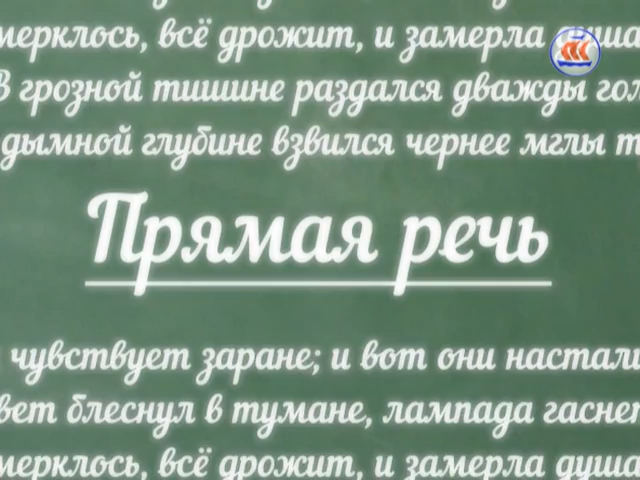 мерклось, всё дрожит, и замерла душа
В грозной тишине раздался дважды гол
дымной глубине взвился чернее мглы т
Прямая речь
чувствует заране; и вот они настали
вет блеснул в тумане, лампада гаснет
мерклось, всё дрожит, и замерла душа